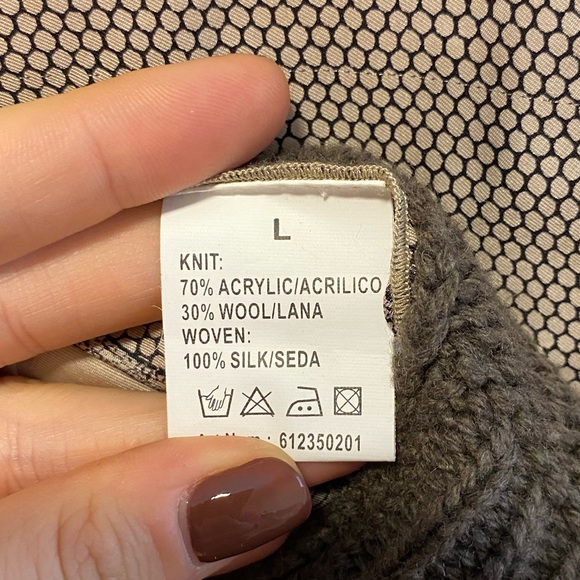 L
KNIT:
70% ACRYLIC/ACRILICO
30% WOOL/LANA
WOVEN:
100% SILK/SEDA
612350201